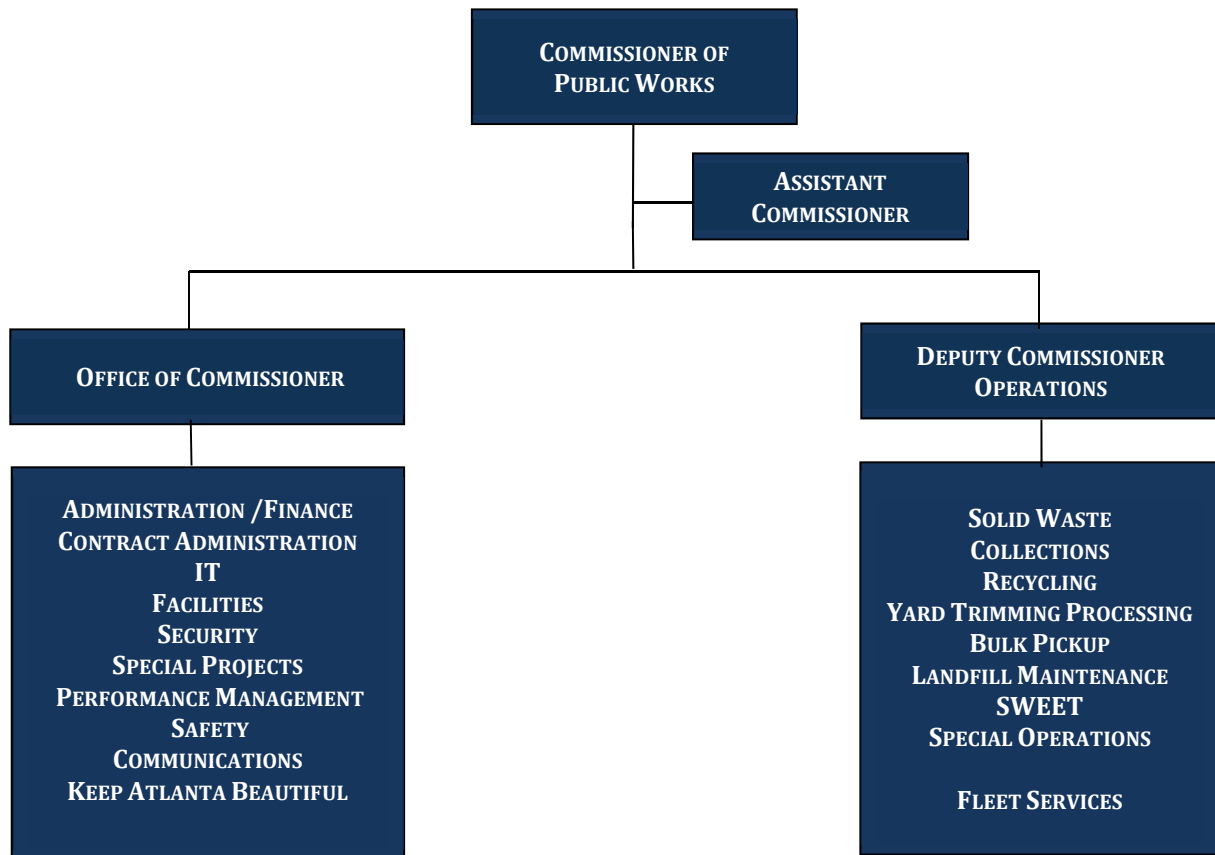 COMMISSIONER OF
PUBLIC WORKS
ASSISTANT
COMMISSIONER
OFFICE OF COMMISSIONER
DEPUTY COMMISSIONER
OPERATIONS
ADMINISTRATION /FINANCE
CONTRACT ADMINISTRATION
IT
FACILITIES
SECURITY
SPECIAL PROJECTS
PERFORMANCE MANAGEMENT
SAFETY
COMMUNICATIONS
KEEP ATLANTA BEAUTIFUL
SOLID WASTE
COLLECTIONS
RECYCLING
YARD TRIMMING PROCESSING
BULK PICKUP
LANDFILL MAINTENANCE
SWEET
SPECIAL OPERATIONS
FLEET SERVICES